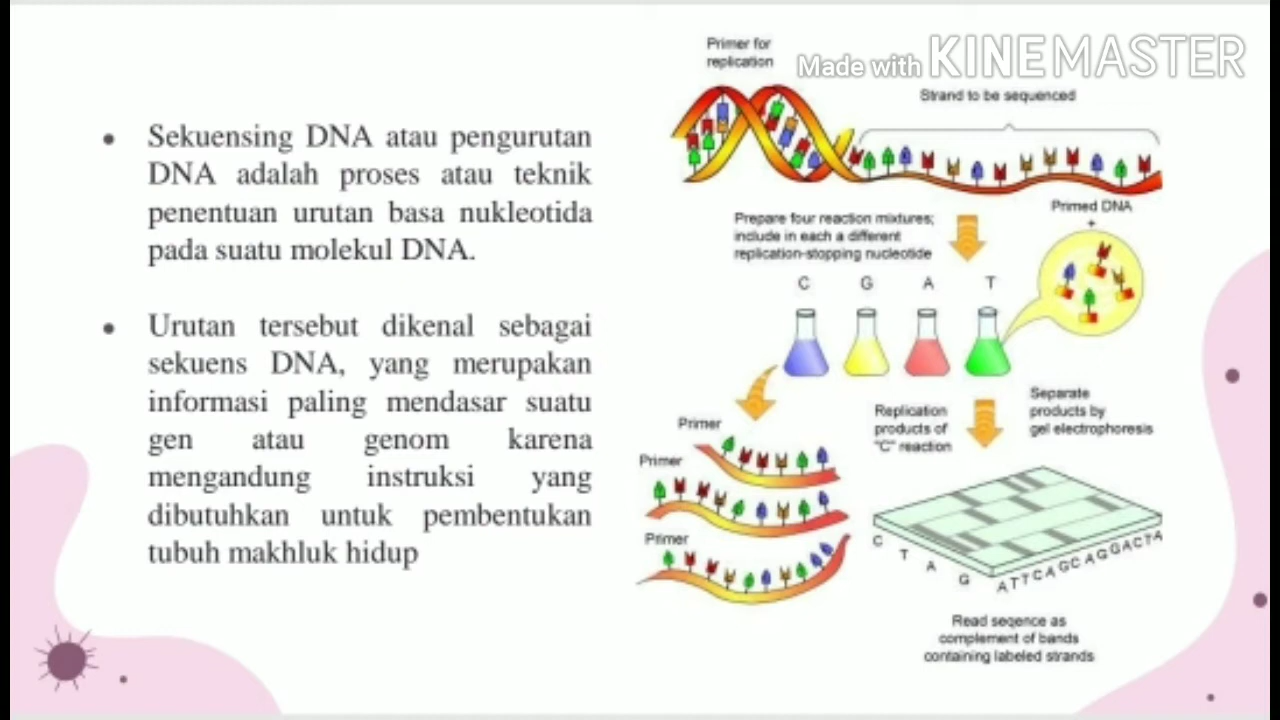 Made with KINEMASTER
• Sekuensing DNA atau pengurutan
DNA adalah proses atau teknik
penentuan urutan basa nukleotida
pada suatu molekul DNA.
• Urutan tersebut dikenal sebagai
sekuens DNA, yang merupakan
informasi paling mendasar suatu
gen atau genom karena
mengandung instruksi yang
dibutuhkan untuk pembentukan
tubuh makhluk hidup
Primer for
replication
Strand to be sequenced
Prepare four reaction mixtures;
include in each a different
replication-stopping nucleotide
Primed DNA
+
C G A T
Replication
products of
"C" reaction
Separate
products by
gel electrophoresis
Primer
Primer
Primer
C T A G
ATTCAGCAGGACTA
Read seqence as
complement of bands
containing labeled strands